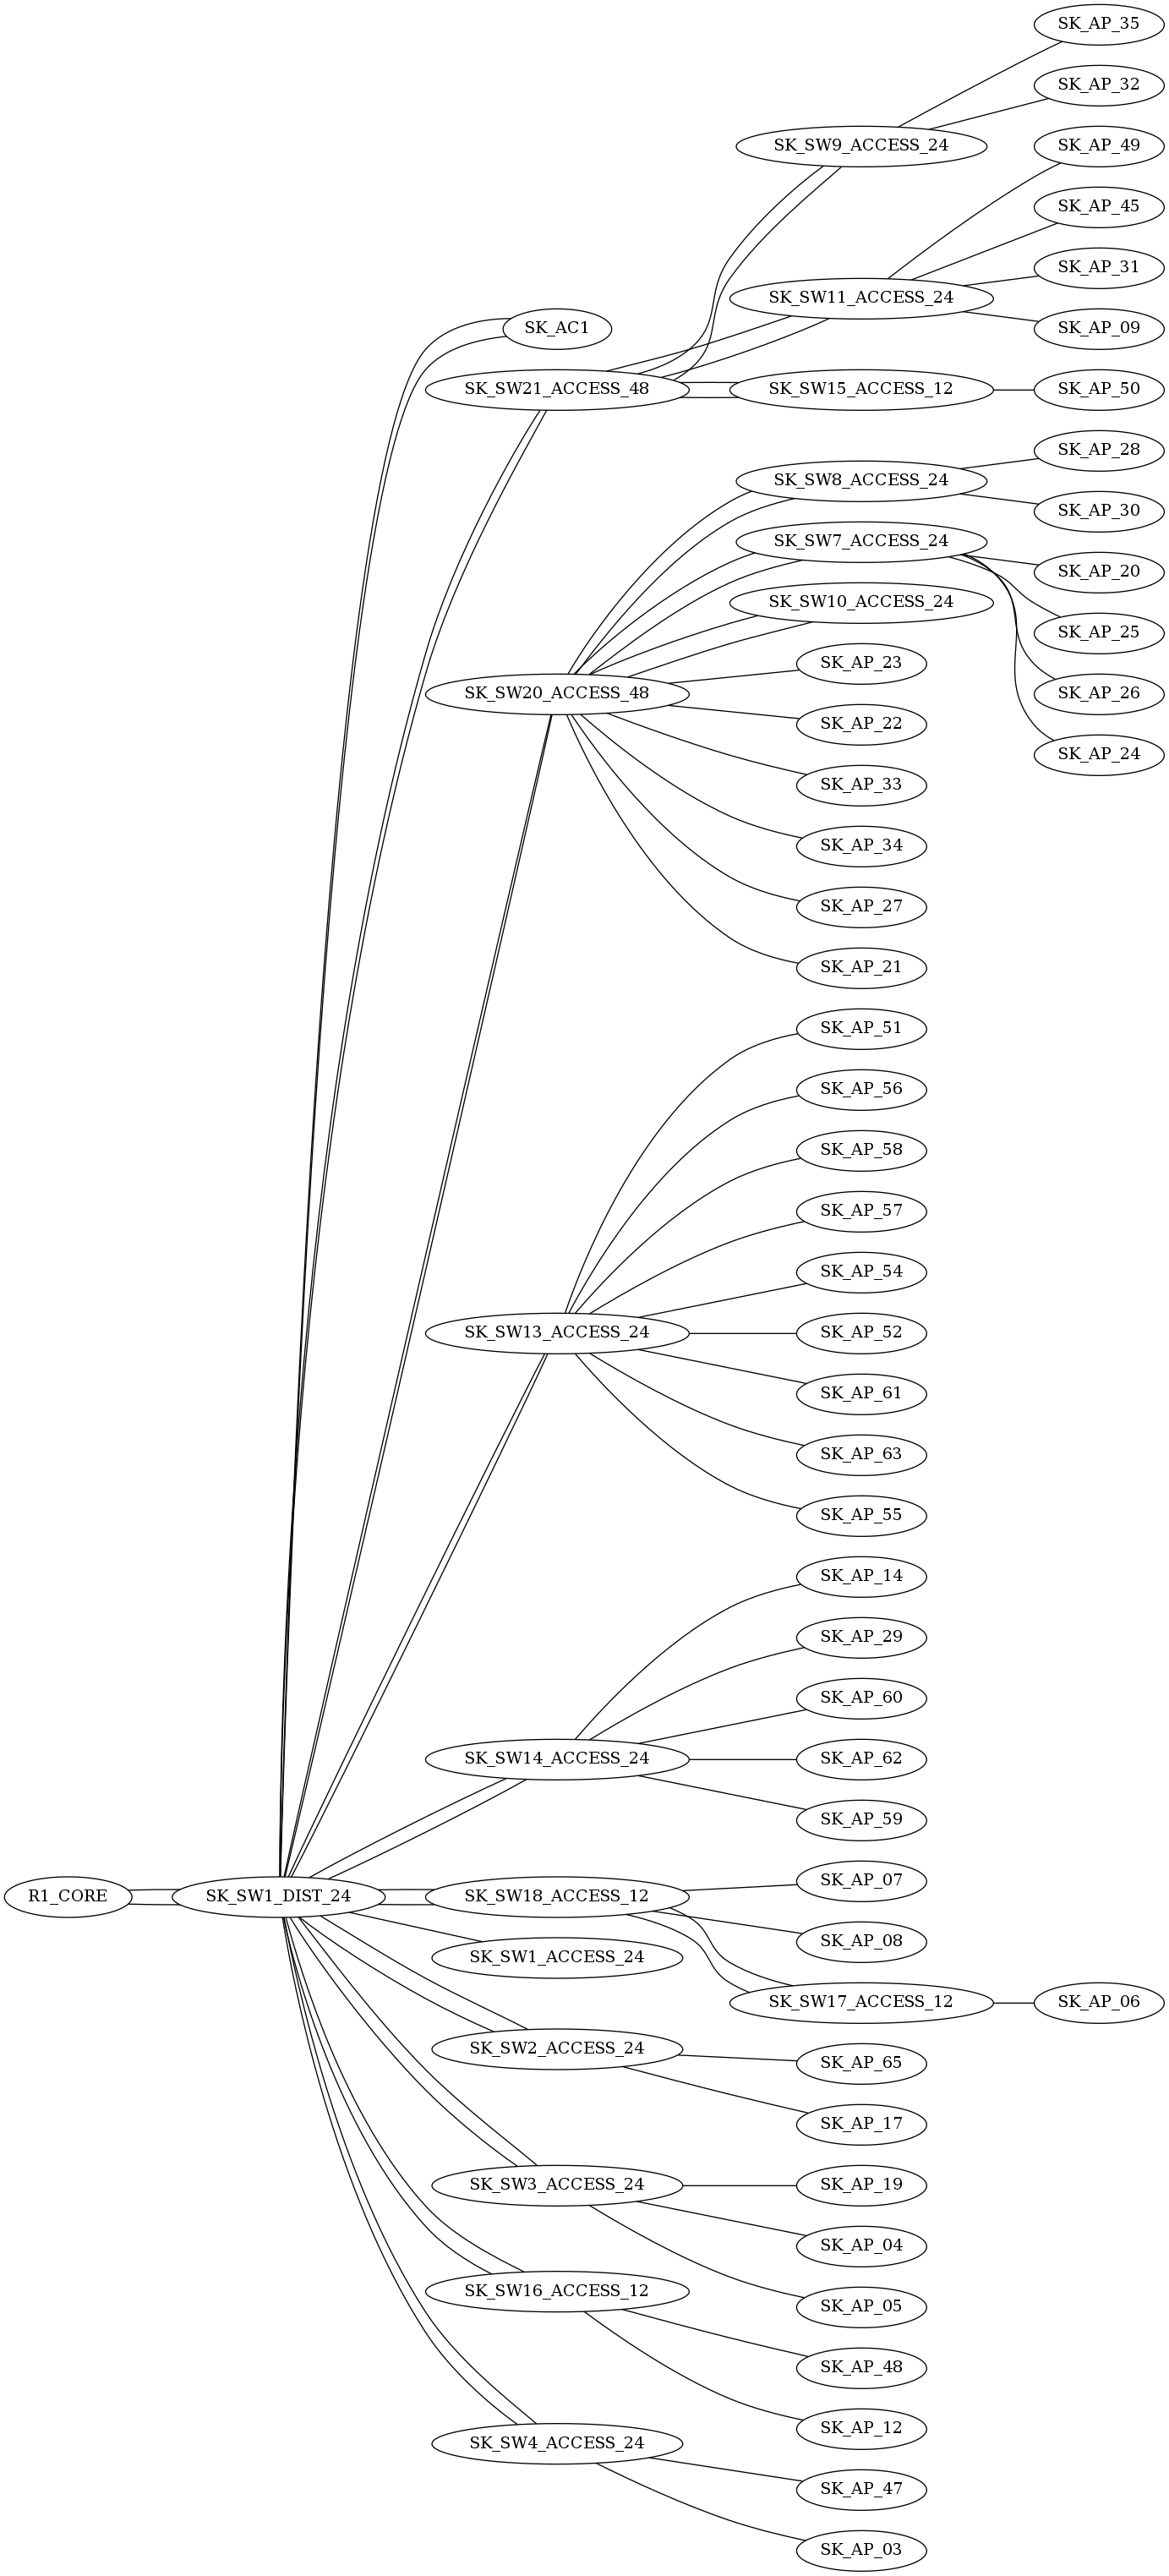 SK_AP_35
SK_AP_32
SK_SW9_ACCESS_24
SK_AP_49
SK_AP_45
SK_AP_31
SK_SW11_ACCESS_24
SK_AP_09
SK_AC1
SK_SW21_ACCESS_48
SK_SW15_ACCESS_12
SK_AP_50
SK_AP_28
SK_SW8_ACCESS_24
SK_AP_30
SK_SW7_ACCESS_24
SK_AP_20
SK_SW10_ACCESS_24
SK_AP_25
SK_AP_23
SK_SW20_ACCESS_48
SK_AP_26
SK_AP_22
SK_AP_24
SK_AP_33
SK_AP_34
SK_AP_27
SK_AP_21
SK_AP_51
SK_AP_56
SK_AP_58
SK_AP_57
SK_AP_54
SK_SW13_ACCESS_24
SK_AP_52
SK_AP_61
SK_AP_63
SK_AP_55
SK_AP_14
SK_AP_29
SK_AP_60
SK_SW14_ACCESS_24
SK_AP_62
SK_AP_59
SK_AP_07
R1_CORE
SK_SW1_DIST_24
SK_SW18_ACCESS_12
SK_AP_08
SK_SW1_ACCESS_24
SK_SW17_ACCESS_12
SK_AP_06
SK_SW2_ACCESS_24
SK_AP_65
SK_AP_17
SK_SW3_ACCESS_24
SK_AP_19
SK_AP_04
SK_SW16_ACCESS_12
SK_AP_05
SK_AP_48
SK_AP_12
SK_SW4_ACCESS_24
SK_AP_47
SK_AP_03